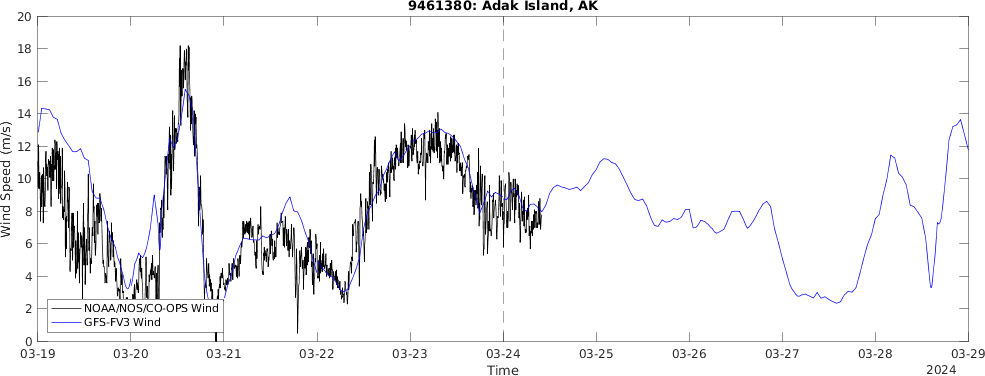 9461380: Adak Island, AK
Wind Speed (m/s)
20
18
16
14
12
10
8
6
4
2
0
NOAA/NOS/CO-OPS Wind
GFS-FV3 Wind
03-19 03-20 03-21 03-22 03-23 03-24 03-25 03-26 03-27 03-28 03-29
Time
2024